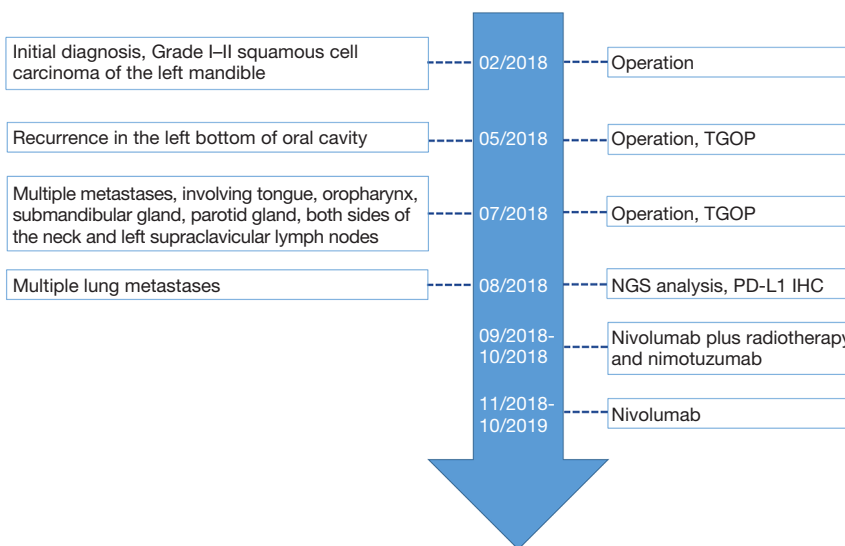 Initial diagnosis, Grade I–II squamous cell
carcinoma of the left mandible
02/2018
Operation
Recurrence in the left bottom of oral cavity
05/2018
Operation, TGOP
Multiple metastases, involving tongue, oropharynx,
submandibular gland, parotid gland, both sides of
the neck and left supraclavicular lymph nodes
07/2018
Operation, TGOP
Multiple lung metastases
08/2018
NGS analysis, PD-L1 IHC
09/2018-
10/2018
Nivolumab plus radiotherapy
and nimotuzumab
11/2018-
10/2019
Nivolumab